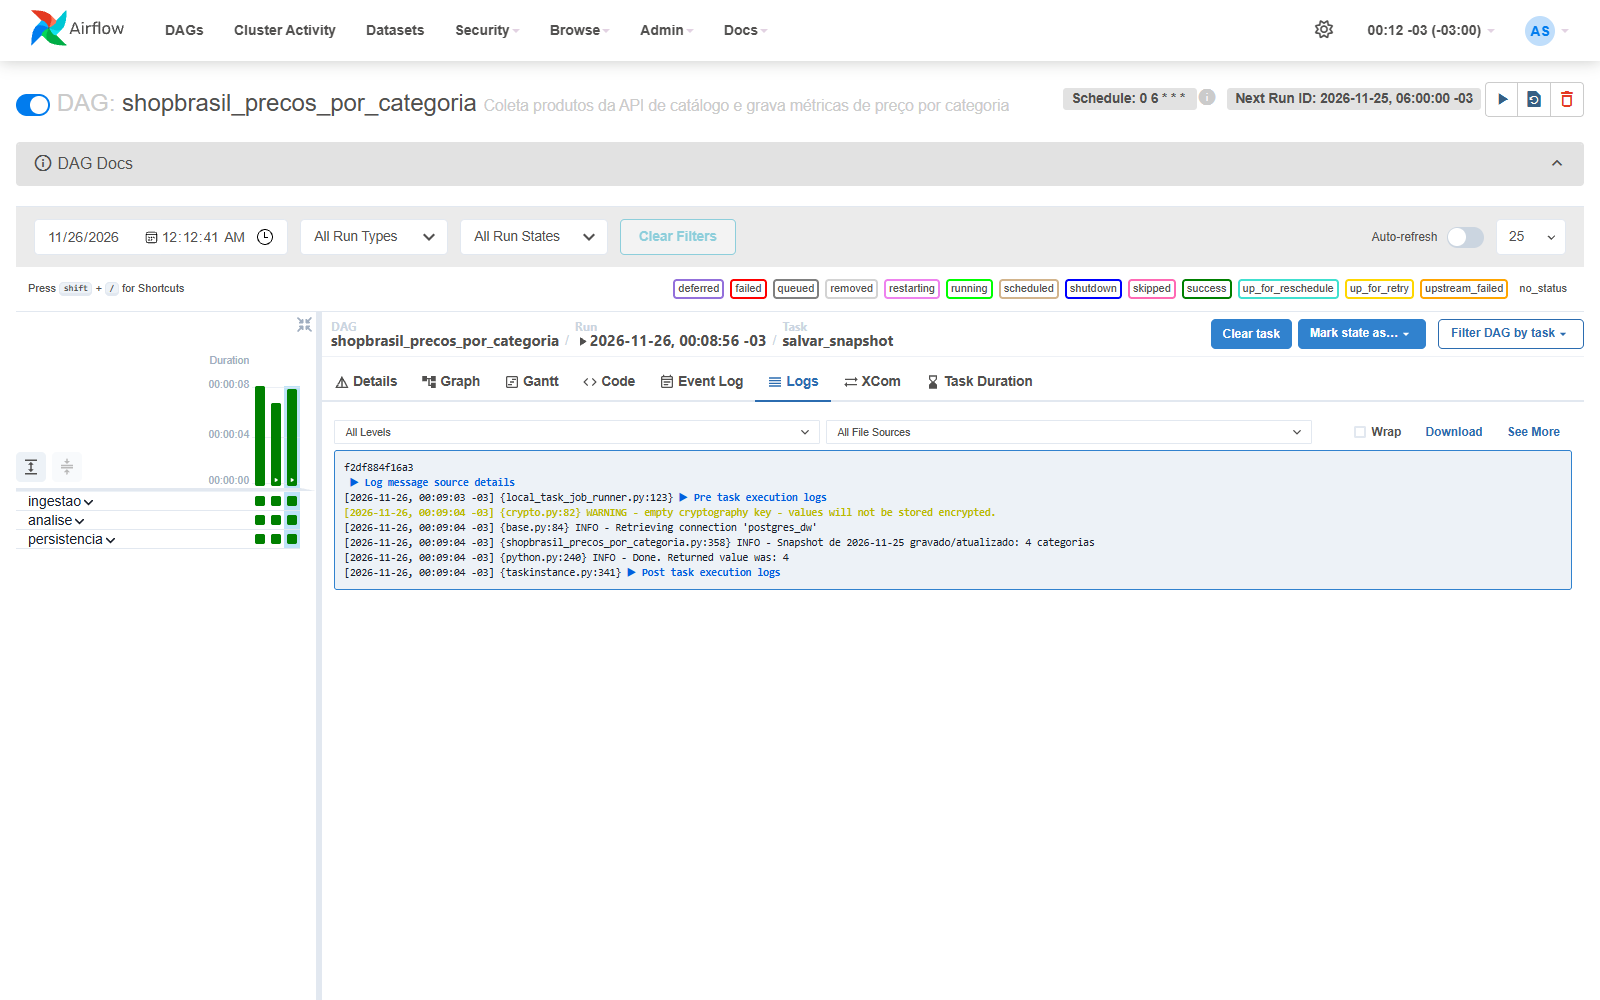 Airflow DAGs Cluster Activity Datasets Security Browse Admin Docs 00:12 -03 (-03:00) AS
DAG: shopbrasil_precos_por_categoria Coleta produtos da API de catálogo e grava métricas de preço por categoria Schedule: 0 6 * * * i Next Run ID: 2026-11-25, 06:00:00 -03
DAG Docs
11/26/2026 12:12:41 AM All Run Types All Run States Clear Filters Auto-refresh 25
Press shift + / for Shortcuts deferred failed queued removed restarting running scheduled shutdown skipped success up_for_reschedule up_for_retry upstream_failed no_status
DAG Run Task
shopbrasil_precos_por_categoria / 2026-11-26, 00:08:56 -03 / salvar_snapshot
Clear task Mark state as... Filter DAG by task
Duration
00:00:08
00:00:04
00:00:00
ingestao
analise
persistencia
Details Graph Gantt Code Event Log Logs XCom Task Duration
All Levels All File Sources Wrap Download See More
f2df884f16a3
▶ Log message source details
[2026-11-26, 00:09:03 -03] {local_task_job_runner.py:123} ▶ Pre task execution logs
[2026-11-26, 00:09:04 -03] {crypto.py:82} WARNING - empty cryptography key - values will not be stored encrypted.
[2026-11-26, 00:09:04 -03] {base.py:84} INFO - Retrieving connection 'postgres_dw'
[2026-11-26, 00:09:04 -03] {shopbrasil_precos_por_categoria.py:358} INFO - Snapshot de 2026-11-25 gravado/atualizado: 4 categorias
[2026-11-26, 00:09:04 -03] {python.py:240} INFO - Done. Returned value was: 4
[2026-11-26, 00:09:04 -03] {taskinstance.py:341} ▶ Post task execution logs